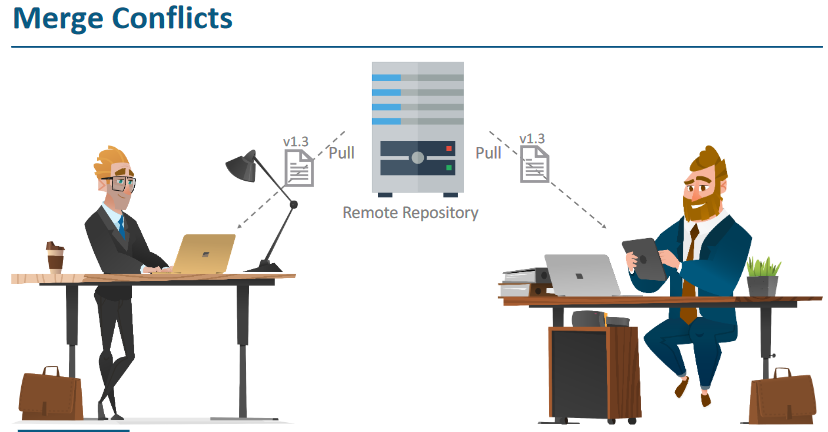 Merge Conflicts
v1.3
Pull
Pull
v1.3
Remote Repository